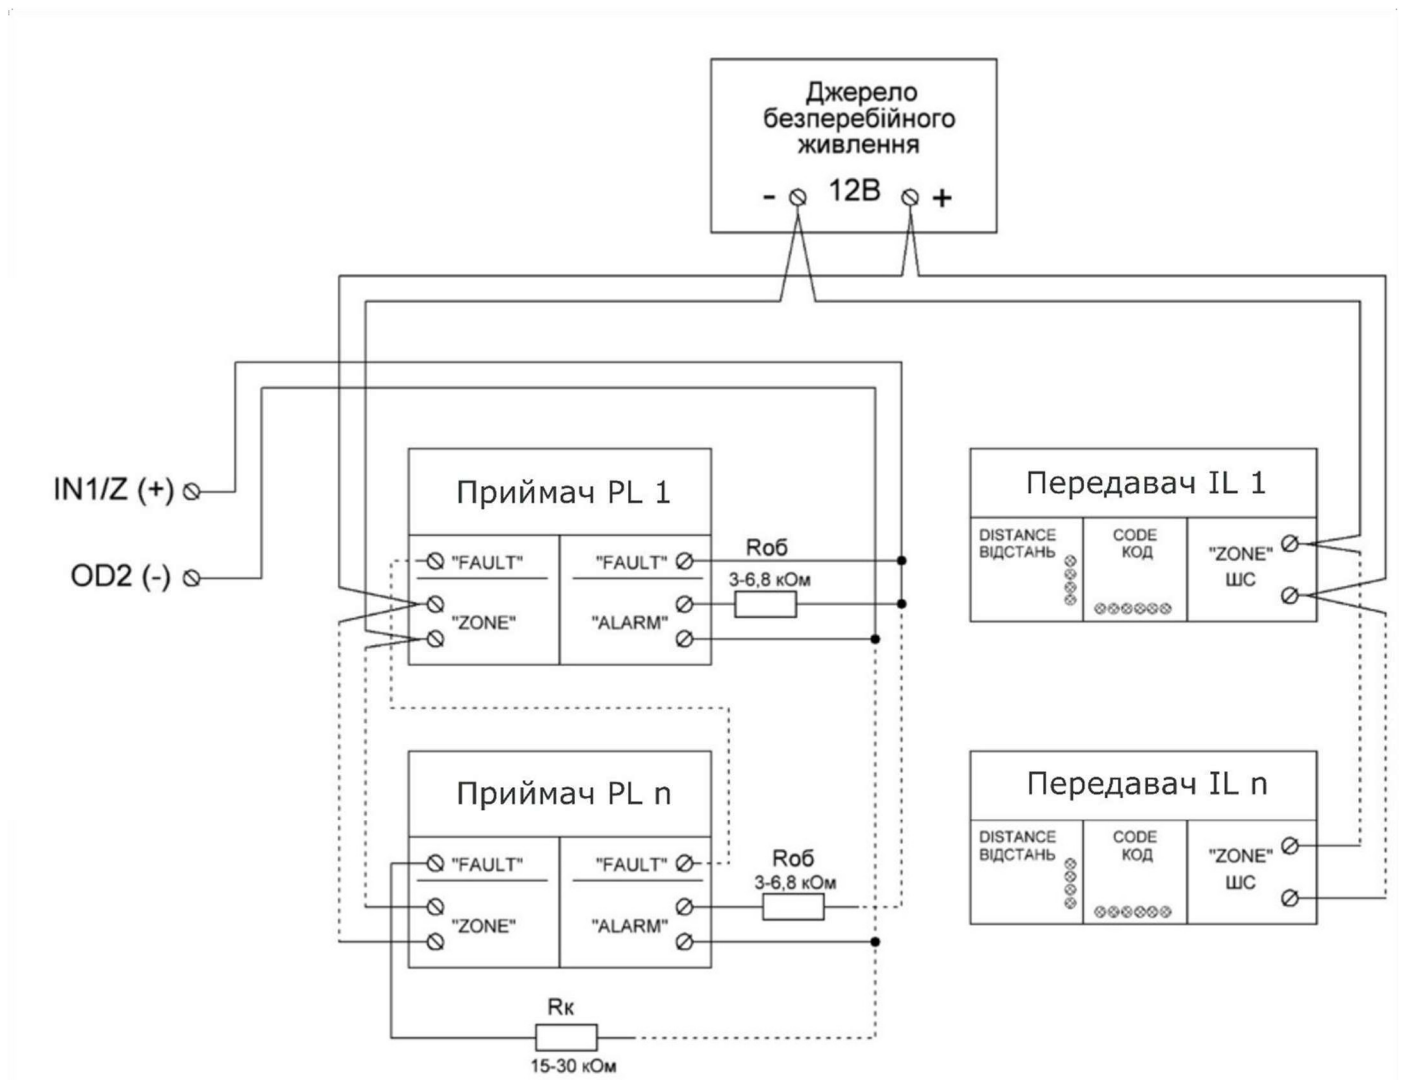 Джерело
безперебійного
живлення
- 12В +
IN1/Z (+)
OD2 (-)
Приймач PL 1
"FAULT"
"ZONE"
"FAULT"
"ALARM"
Rоб
3-6,8 кОм
Передавач IL 1
DISTANCE
ВІДСТАНЬ
CODE
КОД
"ZONE"
ШС
Приймач PL n
"FAULT"
"ZONE"
"FAULT"
"ALARM"
Rоб
3-6,8 кОм
Передавач IL n
DISTANCE
ВІДСТАНЬ
CODE
КОД
"ZONE"
ШС
Rк
15-30 кОм